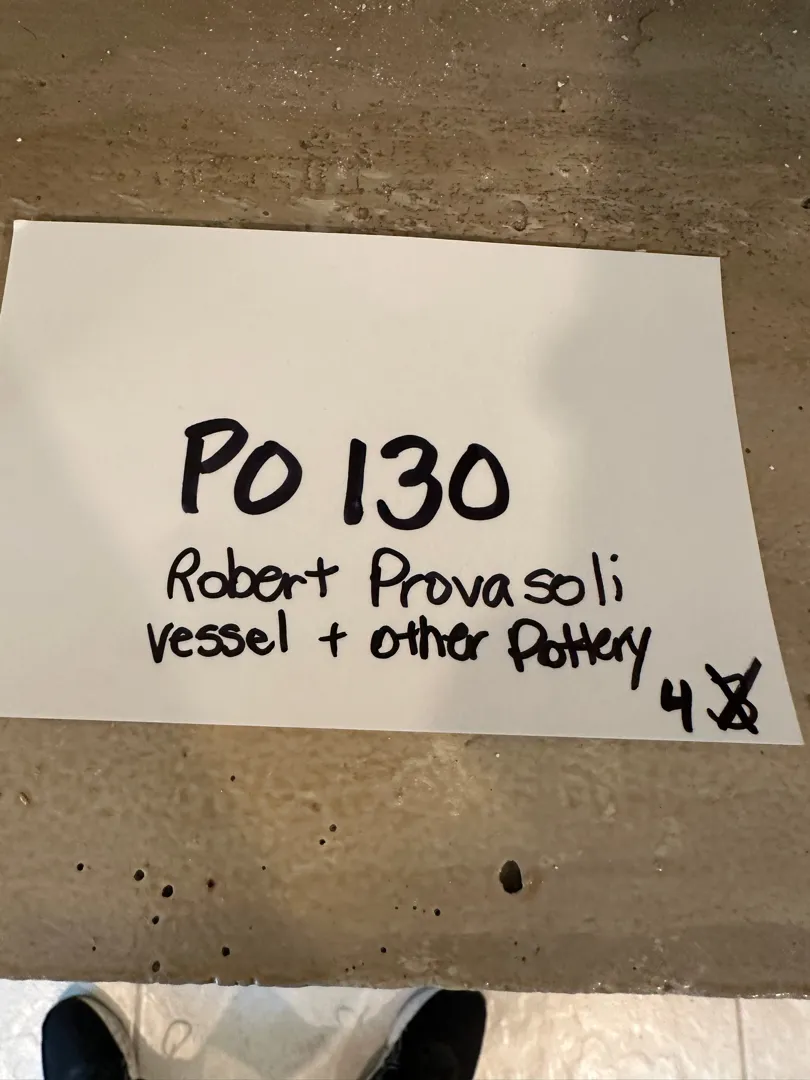 PO 130
Robert Provasoli
vessel + other Pottery
4